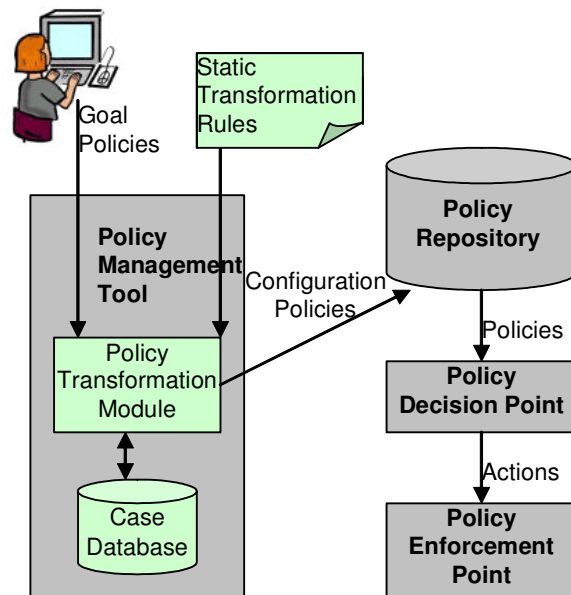 Goal
Policies
Static
Transformation
Rules
Policy
Management
Tool
Configuration
Policies
Policy
Repository
Policies
Policy
Transformation
Module
Policy
Decision Point
Actions
Case
Database
Policy
Enforcement
Point